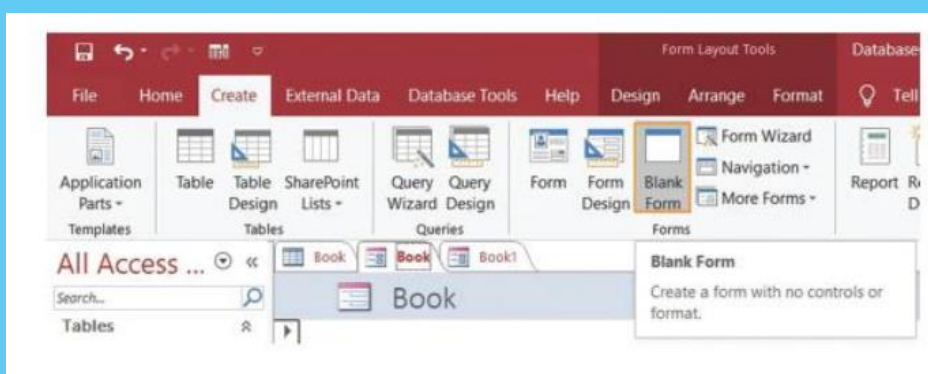 Form Layout Tools Database
File Home Create External Data Database Tools Help Design Arrange Format Tell
Application Parts
Table
Table Design
SharePoint Lists
Query Wizard
Query Design
Form
Form Design
Blank Form
Form Wizard
Navigation
More Forms
Report
Templates Tables Queries Forms
All Access ...
Book Book Book1
Search...
Book
Tables
Blank Form
Create a form with no controls or
format.